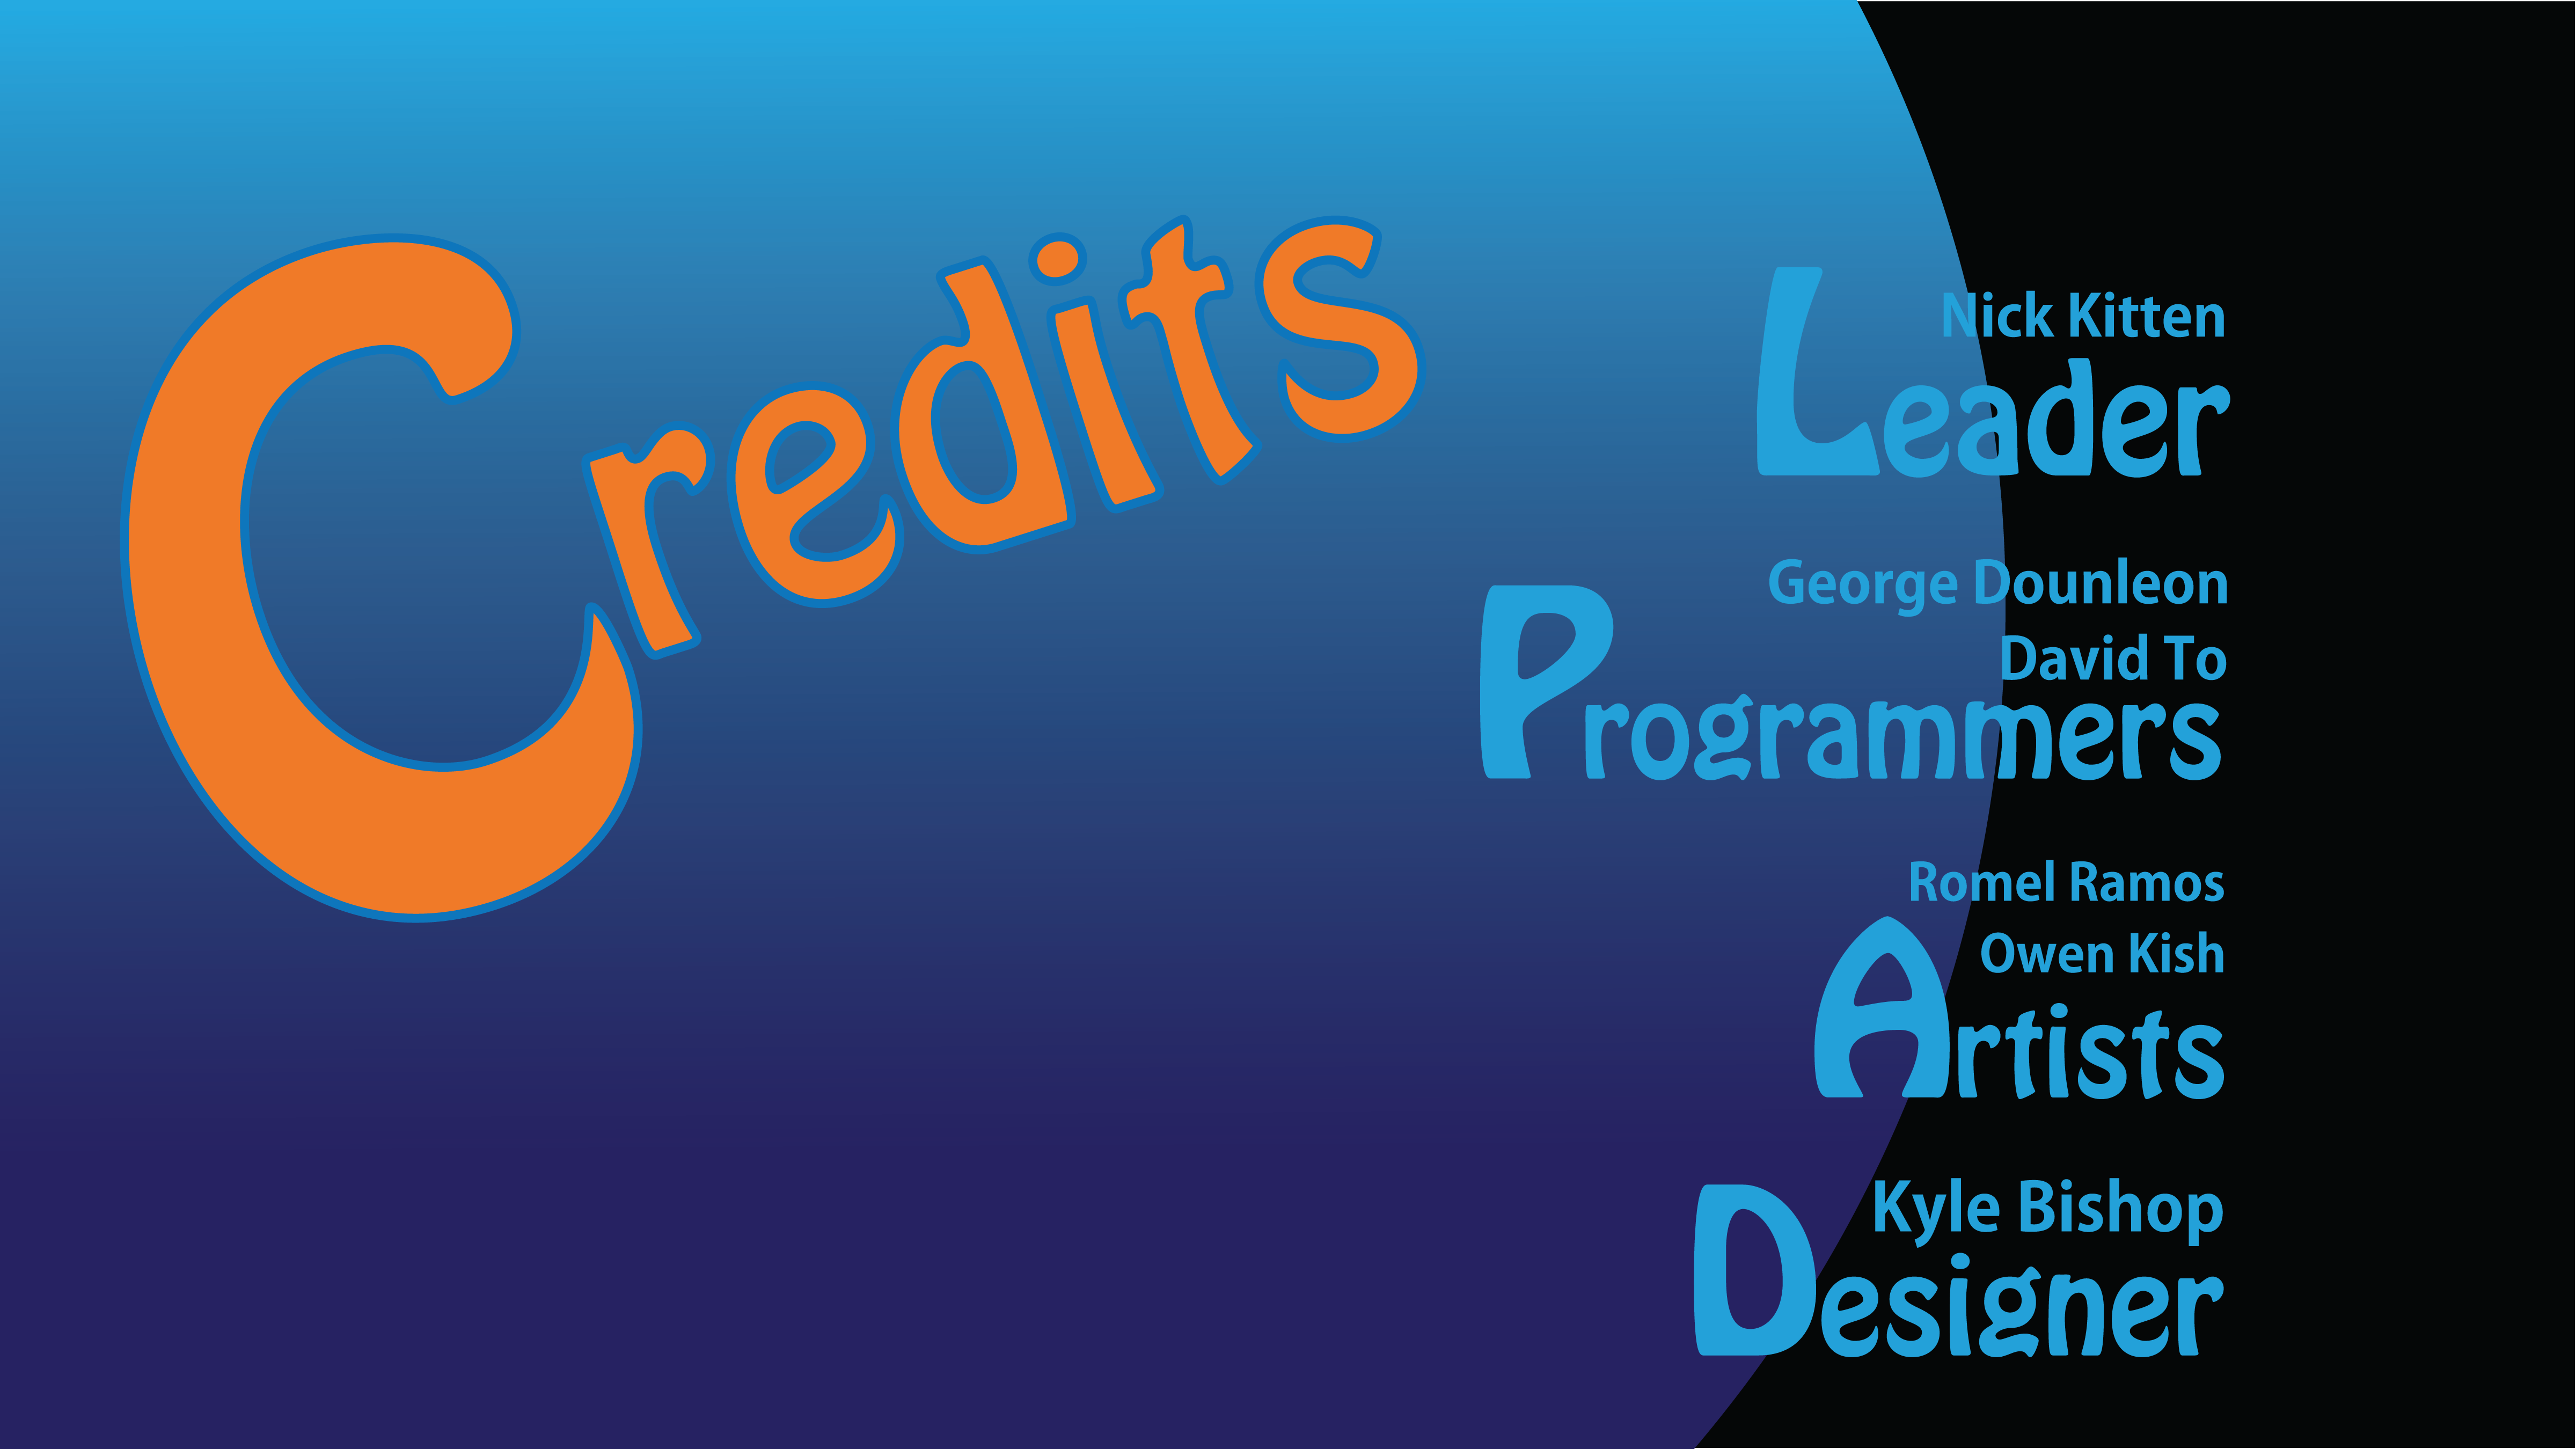 Credits
Nick Kitten
Leader
George Dounleon
David To
Programmers
Romel Ramos
Owen Kish
Artists
Kyle Bishop
Designer